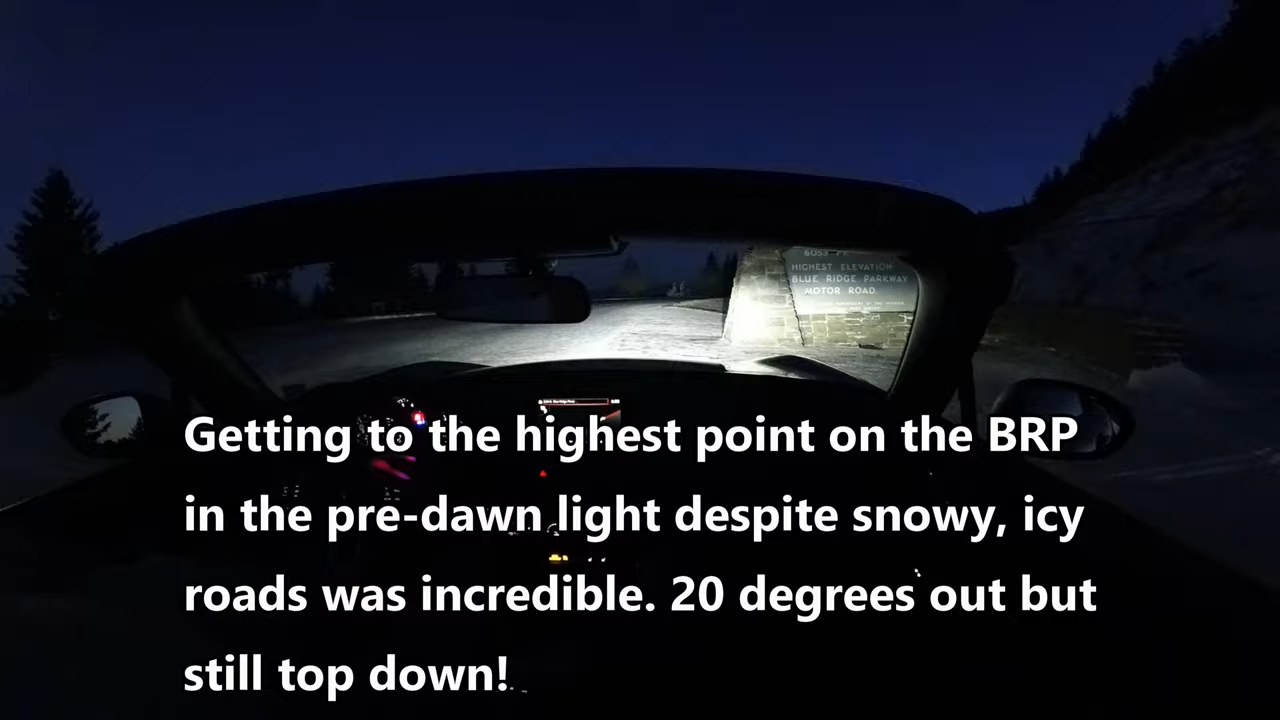 6053 FT.
HIGHEST ELEVATION
BLUE RIDGE PARKWAY
MOTOR ROAD
Getting to the highest point on the BRP
in the pre-dawn light despite snowy, icy
roads was incredible. 20 degrees out but
still top down!